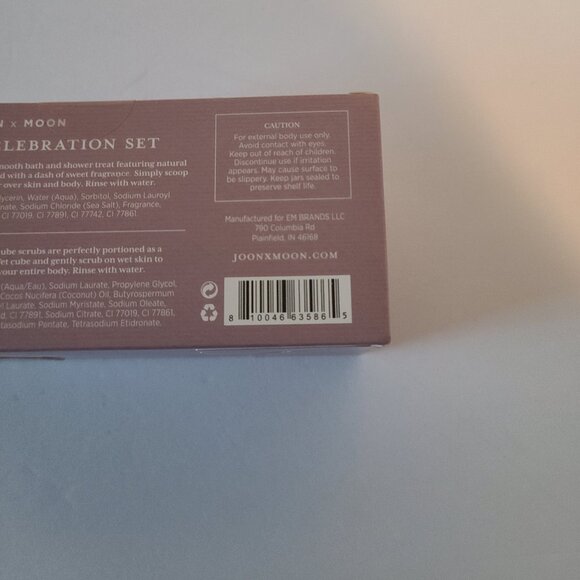 N x MOON
ELEBRATION SET
mooth bath and shower treat featuring natural
d with a dash of sweet fragrance. Simply scoop
over skin and body. Rinse with water.
lycerin, Water (Aqua), Sorbitol, Sodium Lauroyl
nate, Sodium Chloride (Sea Salt), Fragrance,
CI 77019, CI 77891, CI 77742, CI 77861.
ube scrubs are perfectly portioned as a
et cube and gently scrub on wet skin to
your entire body. Rinse with water.
(Aqua/Eau), Sodium Laurate, Propylene Glycol,
Cocos Nucifera (Coconut) Oil, Butyrospermum
l Laurate, Sodium Myristate, Sodium Oleate,
d, CI 77891, Sodium Citrate, CI 77019, CI 77861,
tasodium Pentate, Tetrasodium Etidronate.
CAUTION
For external body use only.
Avoid contact with eyes.
Keep out of reach of children.
Discontinue use if irritation
appears. May cause surface to
be slippery. Keep jars sealed to
preserve shelf life.
Manufactured for EM BRANDS LLC
790 Columbia Rd
Plainfield, IN 46168
JOONXMOON.COM
8 10046 63586 5